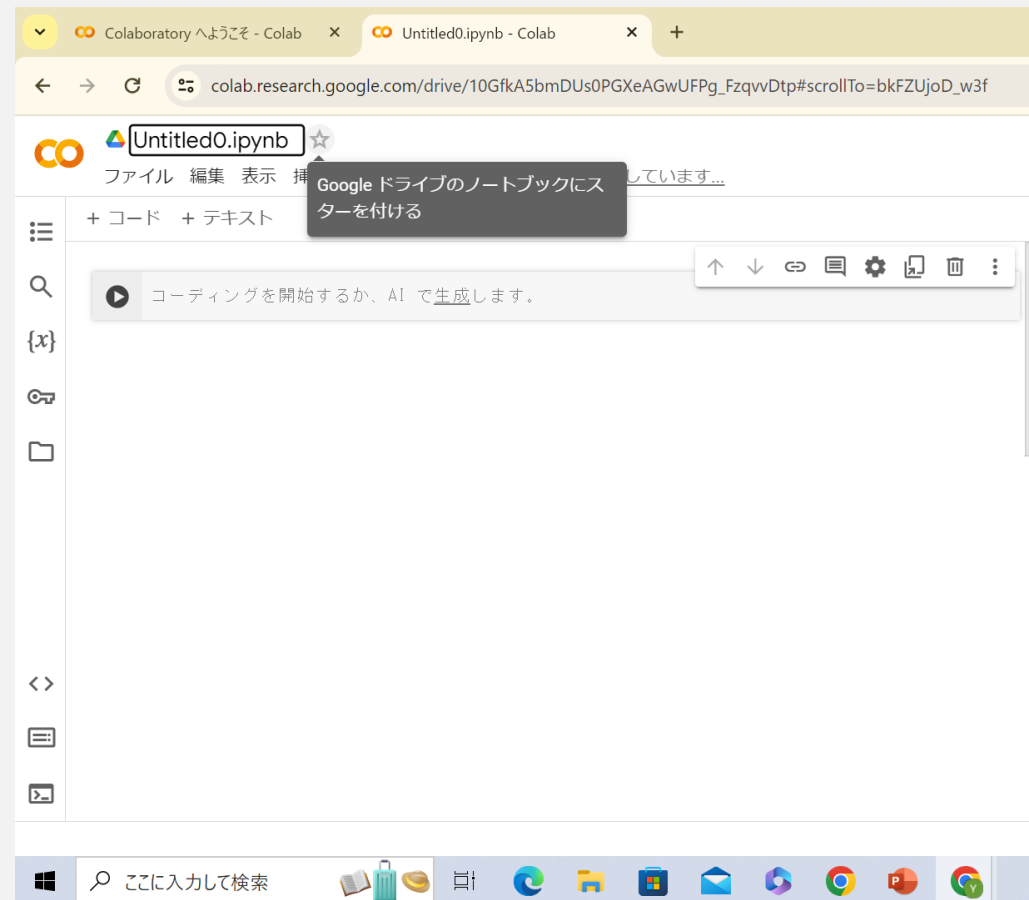 Colaboratory へようこそ - Colab
Untitled0.ipynb - Colab
colab.research.google.com/drive/10GfkA5bmDUs0PGXeAGwUFPg_FzqvvDtp#scrollTo=bkFZUjoD_w3f
Untitled0.ipynb
ファイル 編集 表示 挿 しています...
Google ドライブのノートブックにス
ターを付ける
+ コード + テキスト
コーディングを開始するか、AI で生成します。
{x}
ここに入力して検索